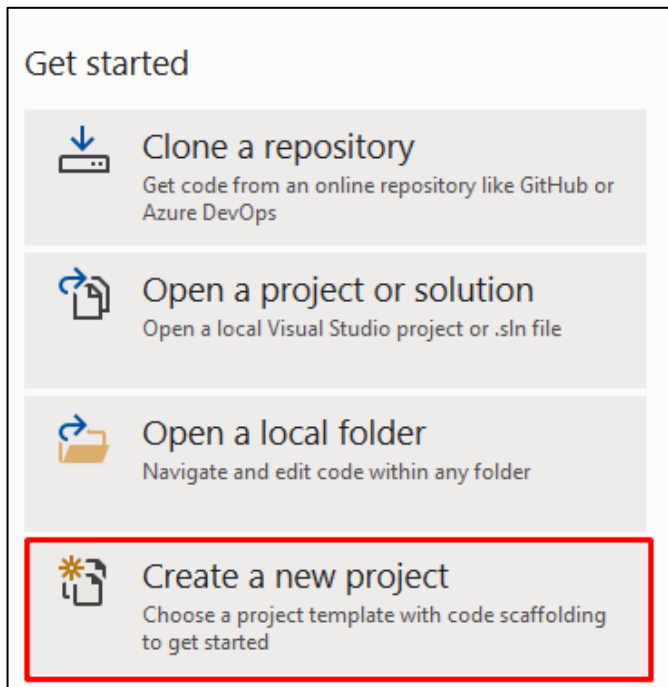 Get started
Clone a repository
Get code from an online repository like GitHub or
Azure DevOps
Open a project or solution
Open a local Visual Studio project or .sln file
Open a local folder
Navigate and edit code within any folder
Create a new project
Choose a project template with code scaffolding
to get started